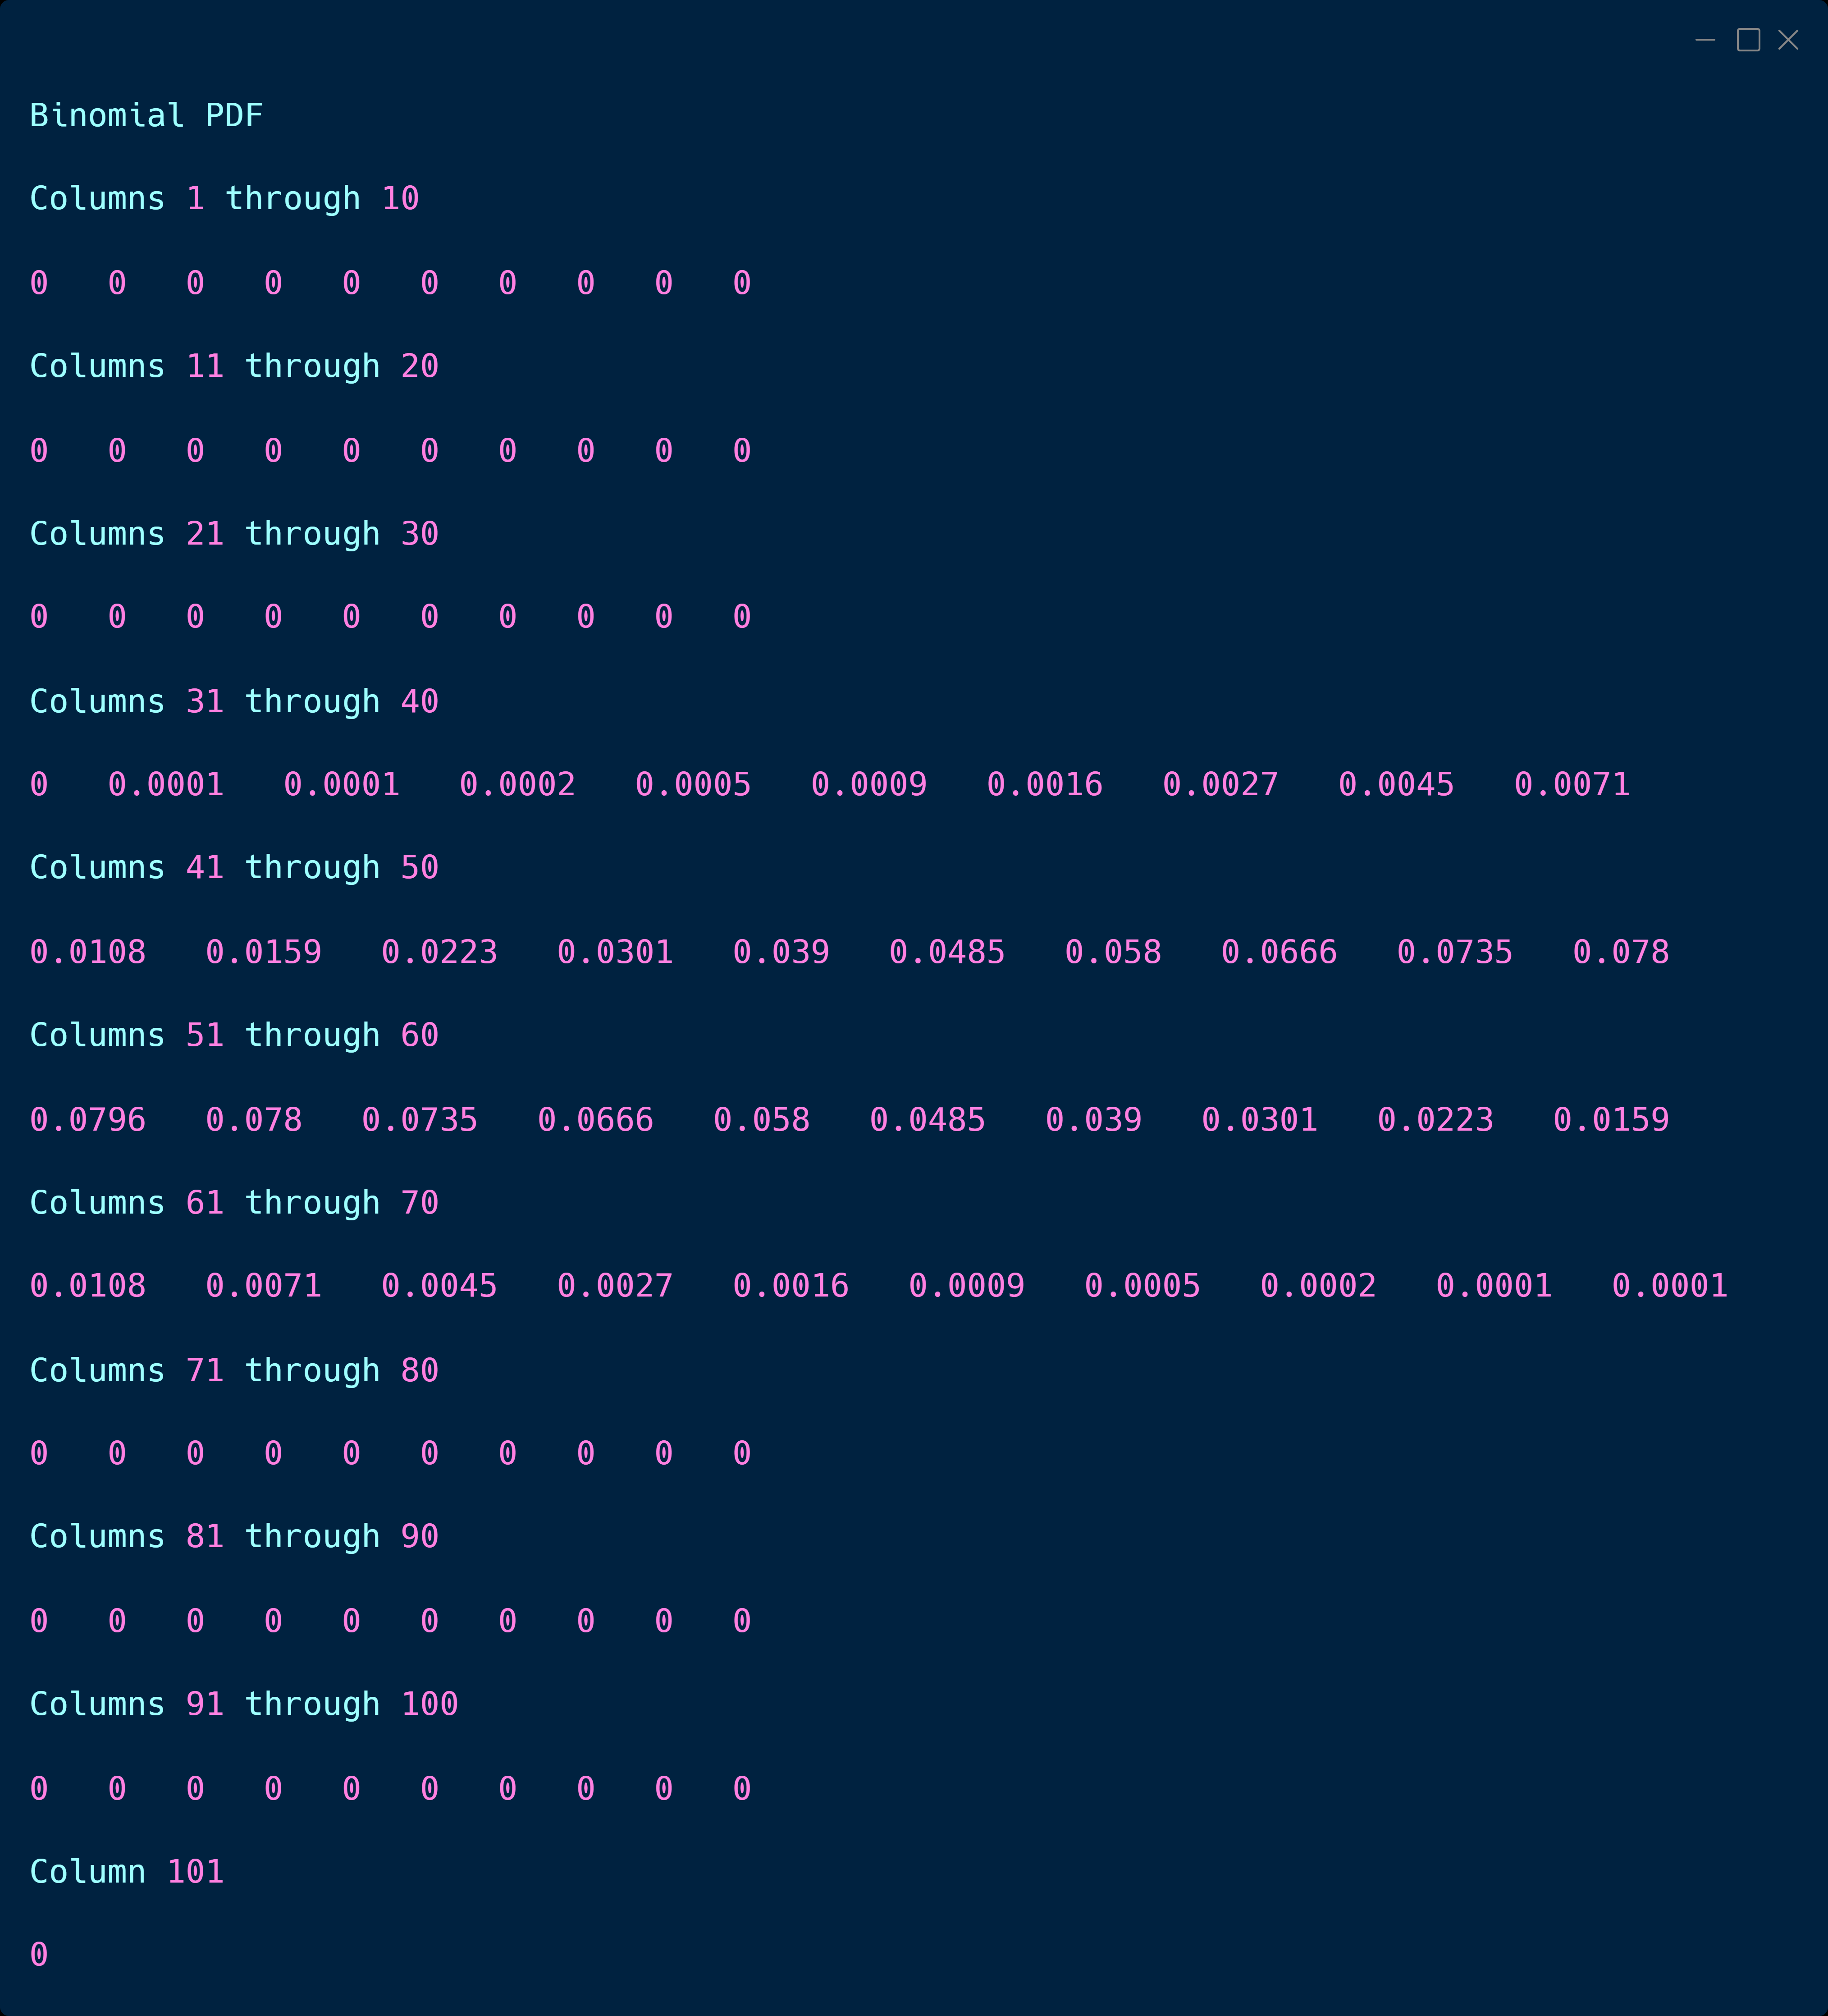 Binomial PDF
Columns 1 through 10
0   0   0   0   0   0   0   0   0   0
Columns 11 through 20
0   0   0   0   0   0   0   0   0   0
Columns 21 through 30
0   0   0   0   0   0   0   0   0   0
Columns 31 through 40
0   0.0001   0.0001   0.0002   0.0005   0.0009   0.0016   0.0027   0.0045   0.0071
Columns 41 through 50
0.0108   0.0159   0.0223   0.0301   0.039   0.0485   0.058   0.0666   0.0735   0.078
Columns 51 through 60
0.0796   0.078   0.0735   0.0666   0.058   0.0485   0.039   0.0301   0.0223   0.0159
Columns 61 through 70
0.0108   0.0071   0.0045   0.0027   0.0016   0.0009   0.0005   0.0002   0.0001   0.0001
Columns 71 through 80
0   0   0   0   0   0   0   0   0   0
Columns 81 through 90
0   0   0   0   0   0   0   0   0   0
Columns 91 through 100
0   0   0   0   0   0   0   0   0   0
Column 101
0